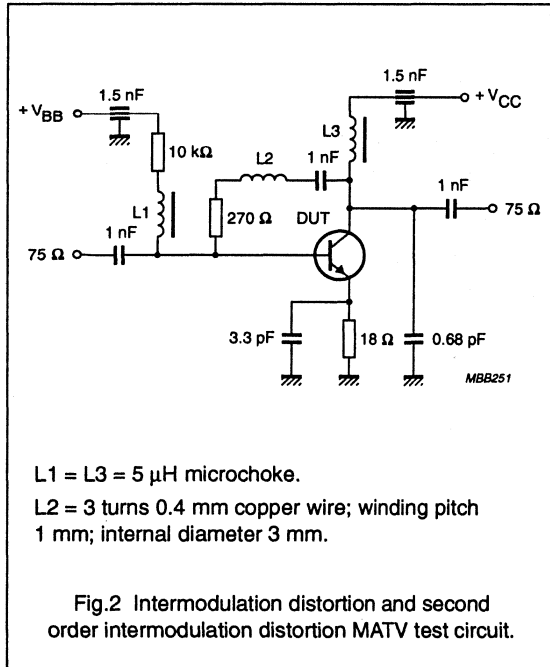 1.5 nF
+ VCC
1.5 nF
+ VBB
L3
L2
1 nF
10 kΩ
1 nF
L1
270 Ω
DUT
75 Ω
1 nF
75 Ω
3.3 pF
18 Ω
0.68 pF
MBB251
L1 = L3 = 5 μH microchoke.
L2 = 3 turns 0.4 mm copper wire; winding pitch
1 mm; internal diameter 3 mm.
Fig.2 Intermodulation distortion and second
order intermodulation distortion MATV test circuit.